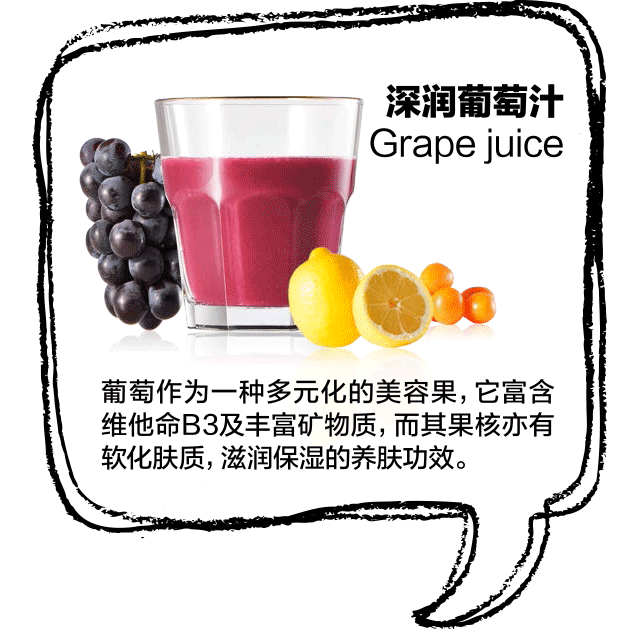 深润葡萄汁
Grape juice
葡萄作为一种多元化的美容果，它富含
维他命B3及丰富矿物质，而其果核亦有
软化肤质，滋润保湿的养肤功效。